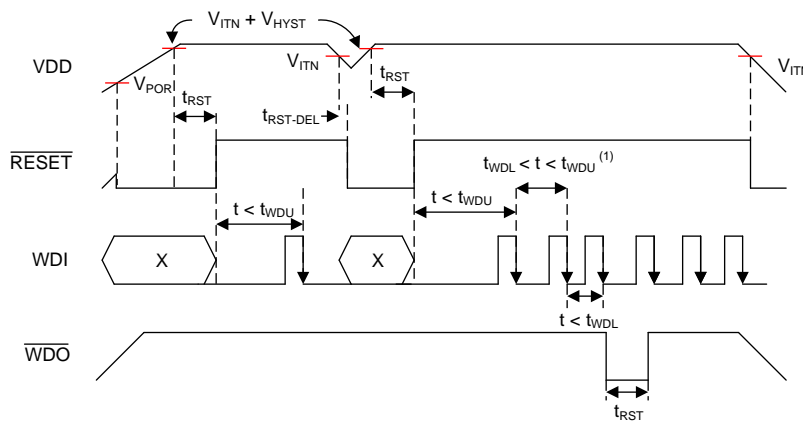 V_ITN + V_HYST
VDD
V_POR
t_RST
V_ITN
t_RST-DEL
t_RST
V_ITN
RESET
t < t_WDU
t_WDL < t < t_WDU (1)
t < t_WDU
WDI
X
X
t < t_WDL
WDO
t_RST